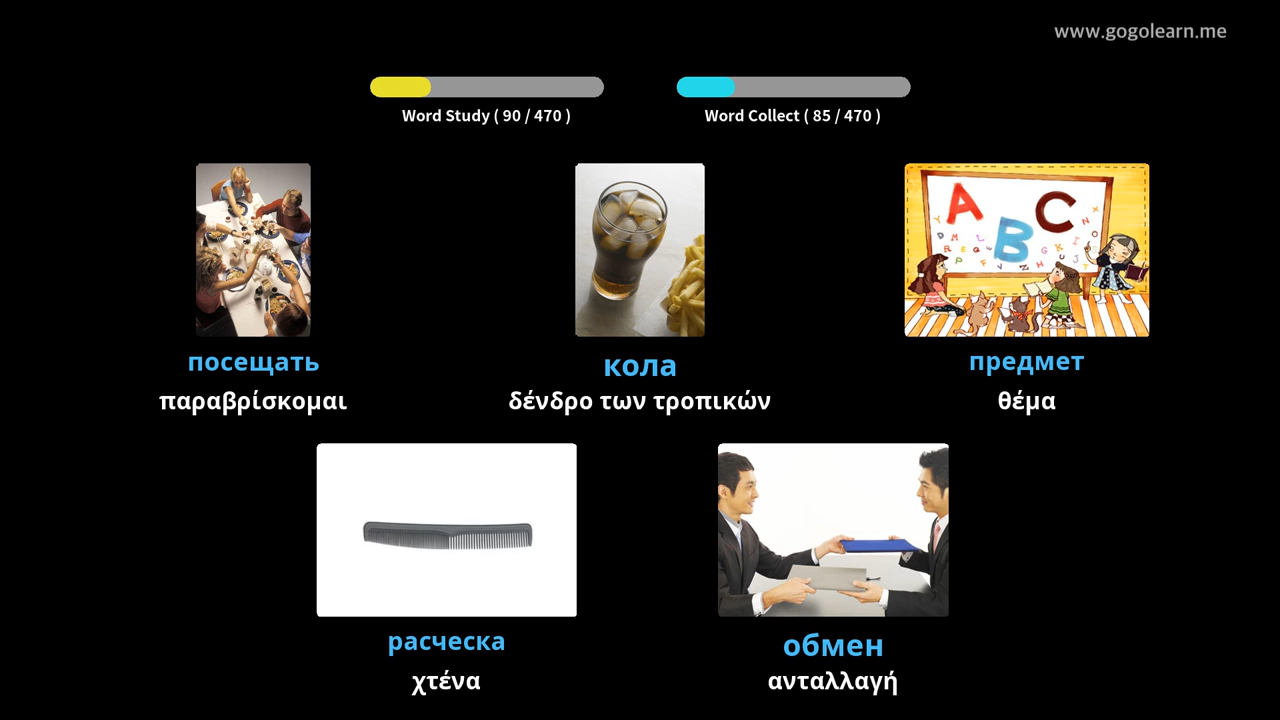 www.gogolearn.me
Word Study ( 90 / 470 )
Word Collect ( 85 / 470 )
A B C
посещать
кола
предмет
παραβρίσκομαι
δένδρο των τροπικών
θέμα
расческа
обмен
χτένα
ανταλλαγή